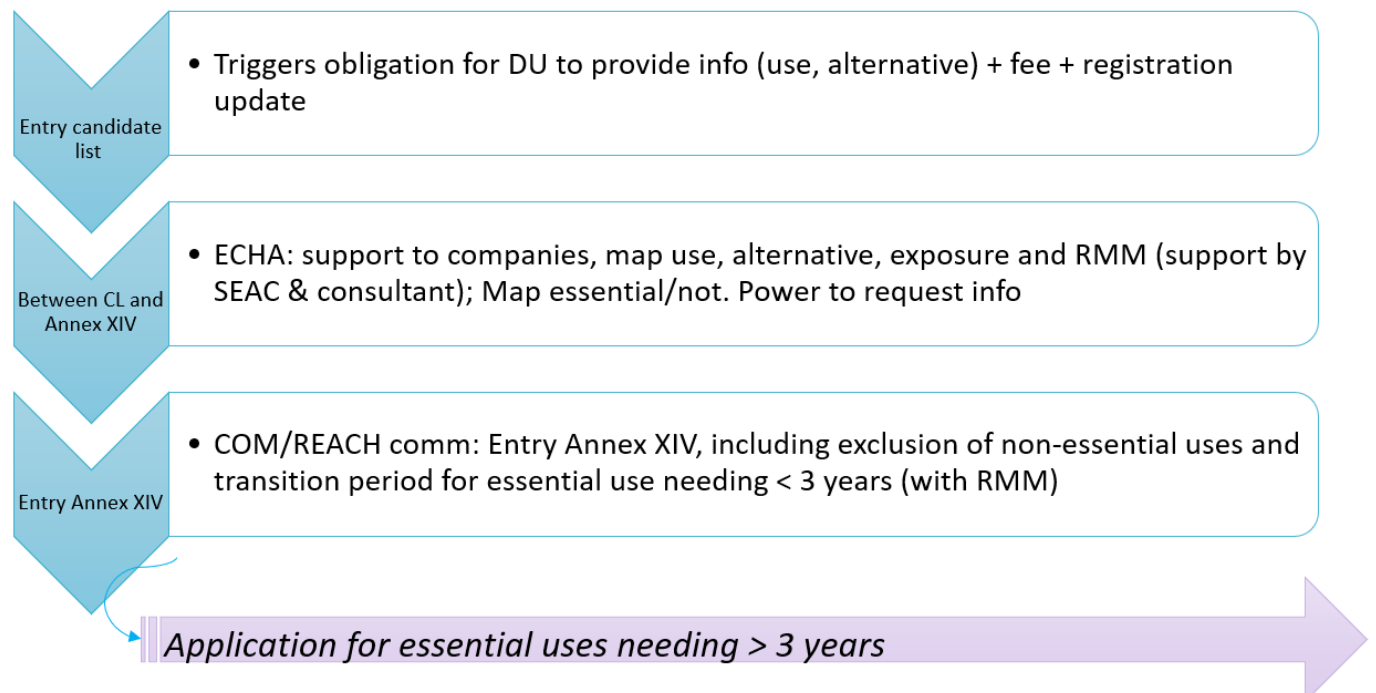 Entry candidate
list
• Triggers obligation for DU to provide info (use, alternative) + fee + registration
update
Between CL and
Annex XIV
• ECHA: support to companies, map use, alternative, exposure and RMM (support by
SEAC & consultant); Map essential/not. Power to request info
Entry Annex XIV
• COM/REACH comm: Entry Annex XIV, including exclusion of non-essential uses and
transition period for essential use needing < 3 years (with RMM)
Application for essential uses needing > 3 years